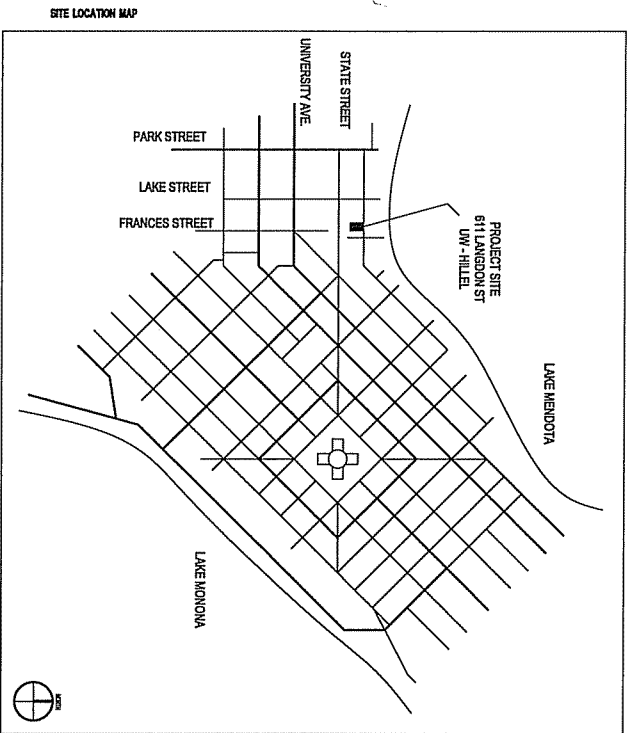 SITE LOCATION MAP
UNIVERSITY AVE.
STATE STREET
PARK STREET
LAKE STREET
FRANCES STREET
PROJECT SITE
611 LANGDON ST
UW - HILLEL
LAKE MENDOTA
LAKE MONONA
NORTH